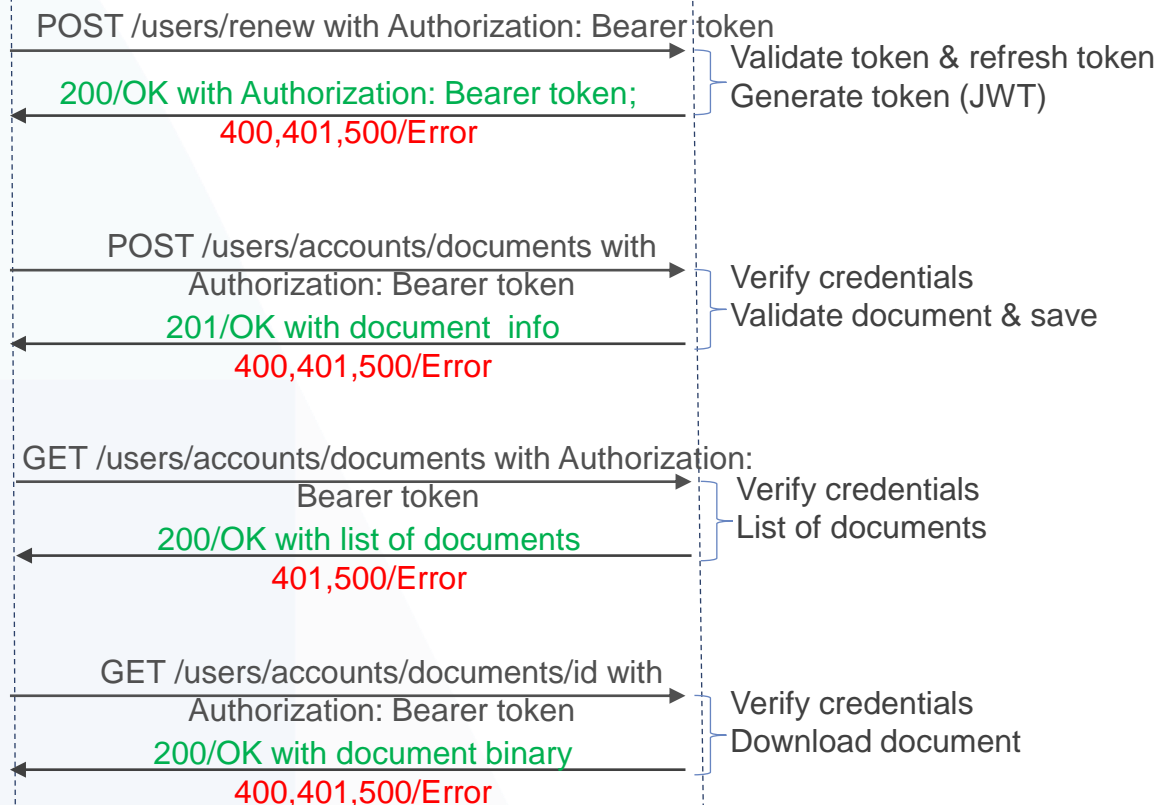 POST /users/renew with Authorization: Bearer token
Validate token & refresh token
200/OK with Authorization: Bearer token;
Generate token (JWT)
400,401,500/Error
POST /users/accounts/documents with
Authorization: Bearer token
Verify credentials
201/OK with document info
Validate document & save
400,401,500/Error
GET /users/accounts/documents with Authorization:
Bearer token
Verify credentials
200/OK with list of documents
List of documents
401,500/Error
GET /users/accounts/documents/id with
Authorization: Bearer token
Verify credentials
200/OK with document binary
Download document
400,401,500/Error